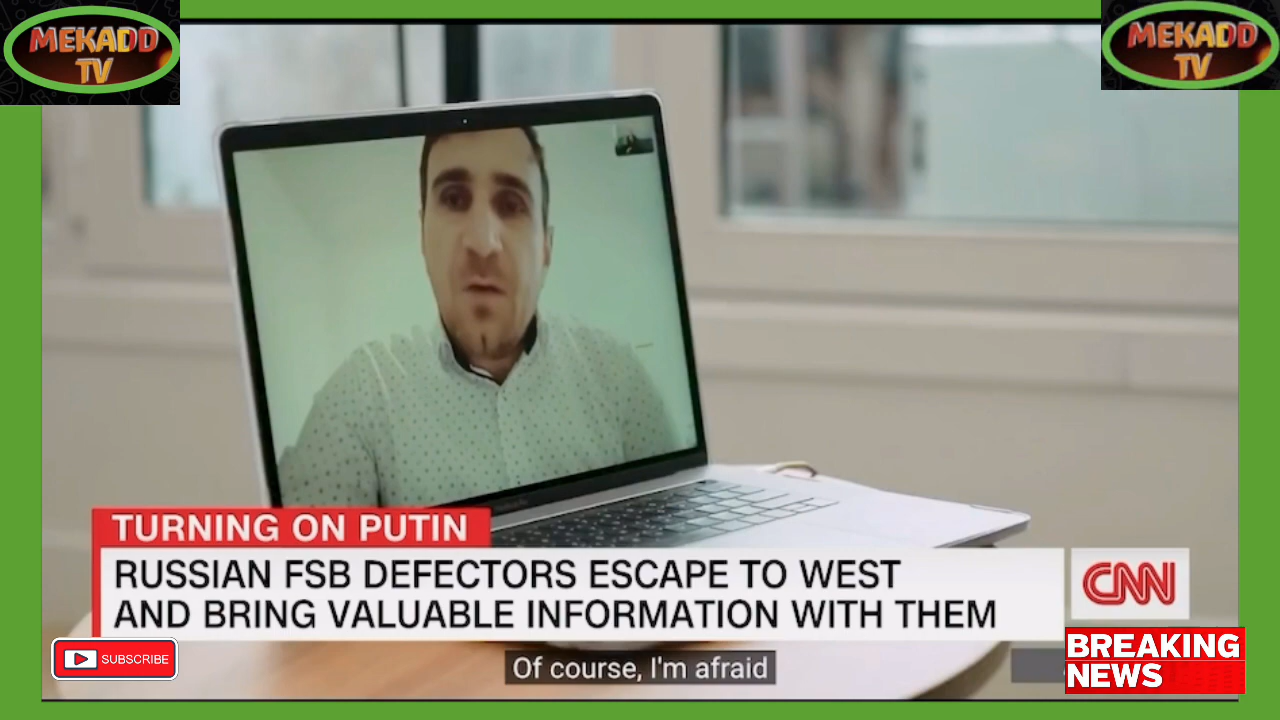 MEKADD
TV
MEKADD
TV
TURNING ON PUTIN
RUSSIAN FSB DEFECTORS ESCAPE TO WEST
AND BRING VALUABLE INFORMATION WITH THEM
CNN
SUBSCRIBE
Of course, I'm afraid
BREAKING
NEWS